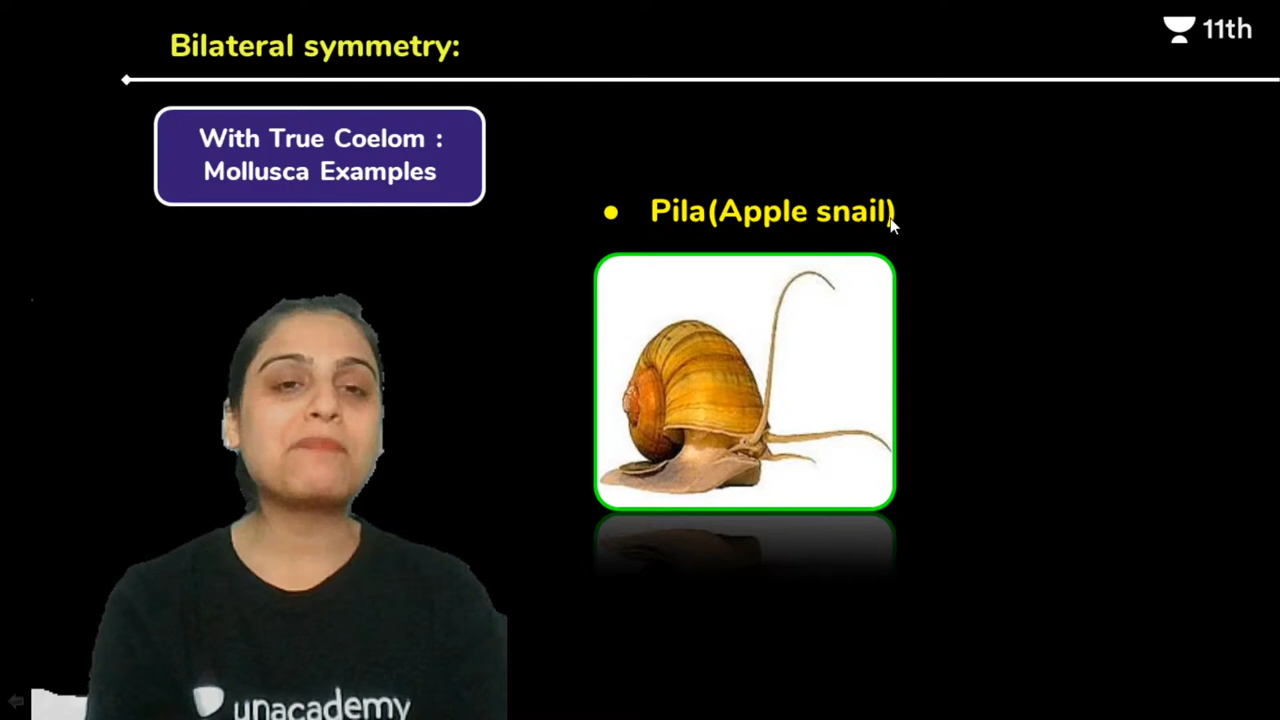 Bilateral symmetry:
11th
With True Coelom :
Mollusca Examples
● Pila(Apple snail)
unacademy